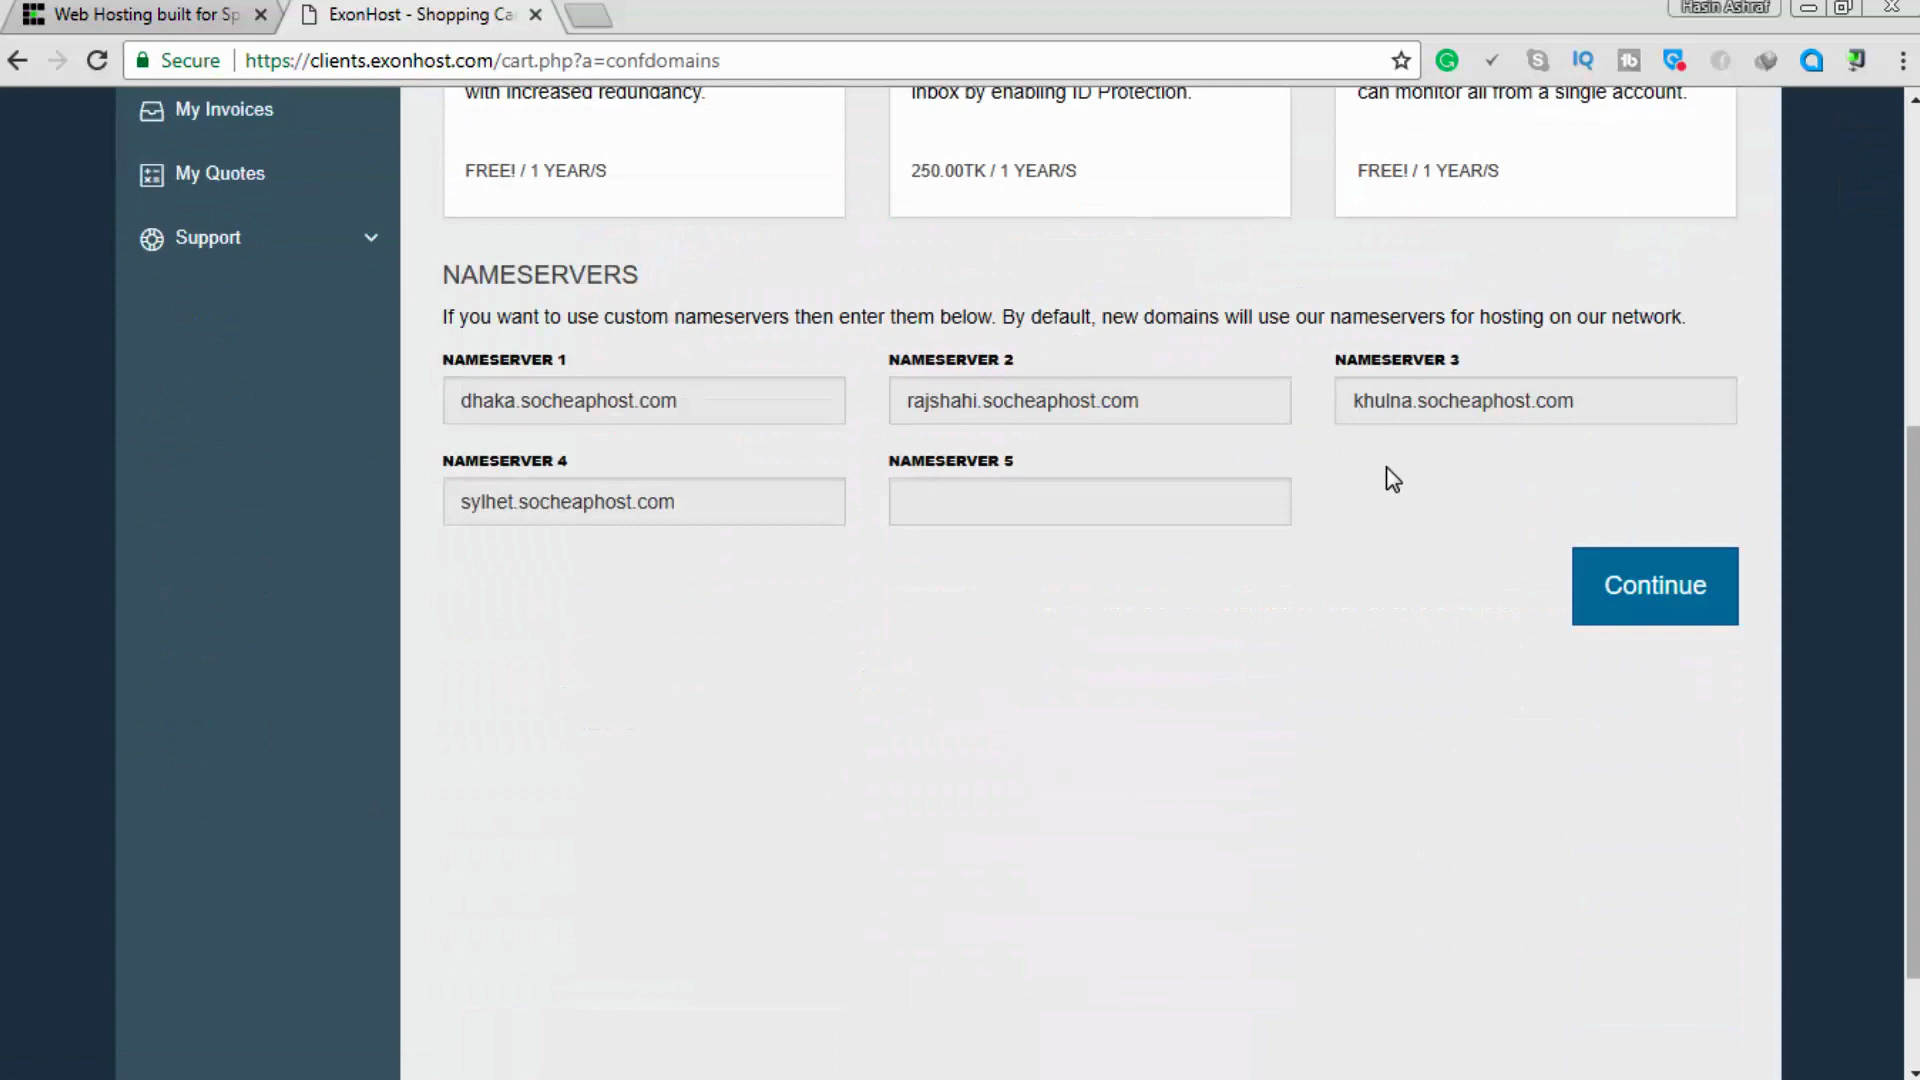 Web Hosting built for Sp
ExonHost - Shopping Ca
Hasin Ashraf
Secure
https://clients.exonhost.com/cart.php?a=confdomains
My Invoices
My Quotes
Support
with increased redundancy.
FREE! / 1 YEAR/S
inbox by enabling ID Protection.
250.00TK / 1 YEAR/S
can monitor all from a single account.
FREE! / 1 YEAR/S
NAMESERVERS
If you want to use custom nameservers then enter them below. By default, new domains will use our nameservers for hosting on our network.
NAMESERVER 1
dhaka.socheaphost.com
NAMESERVER 2
rajshahi.socheaphost.com
NAMESERVER 3
khulna.socheaphost.com
NAMESERVER 4
sylhet.socheaphost.com
NAMESERVER 5
Continue